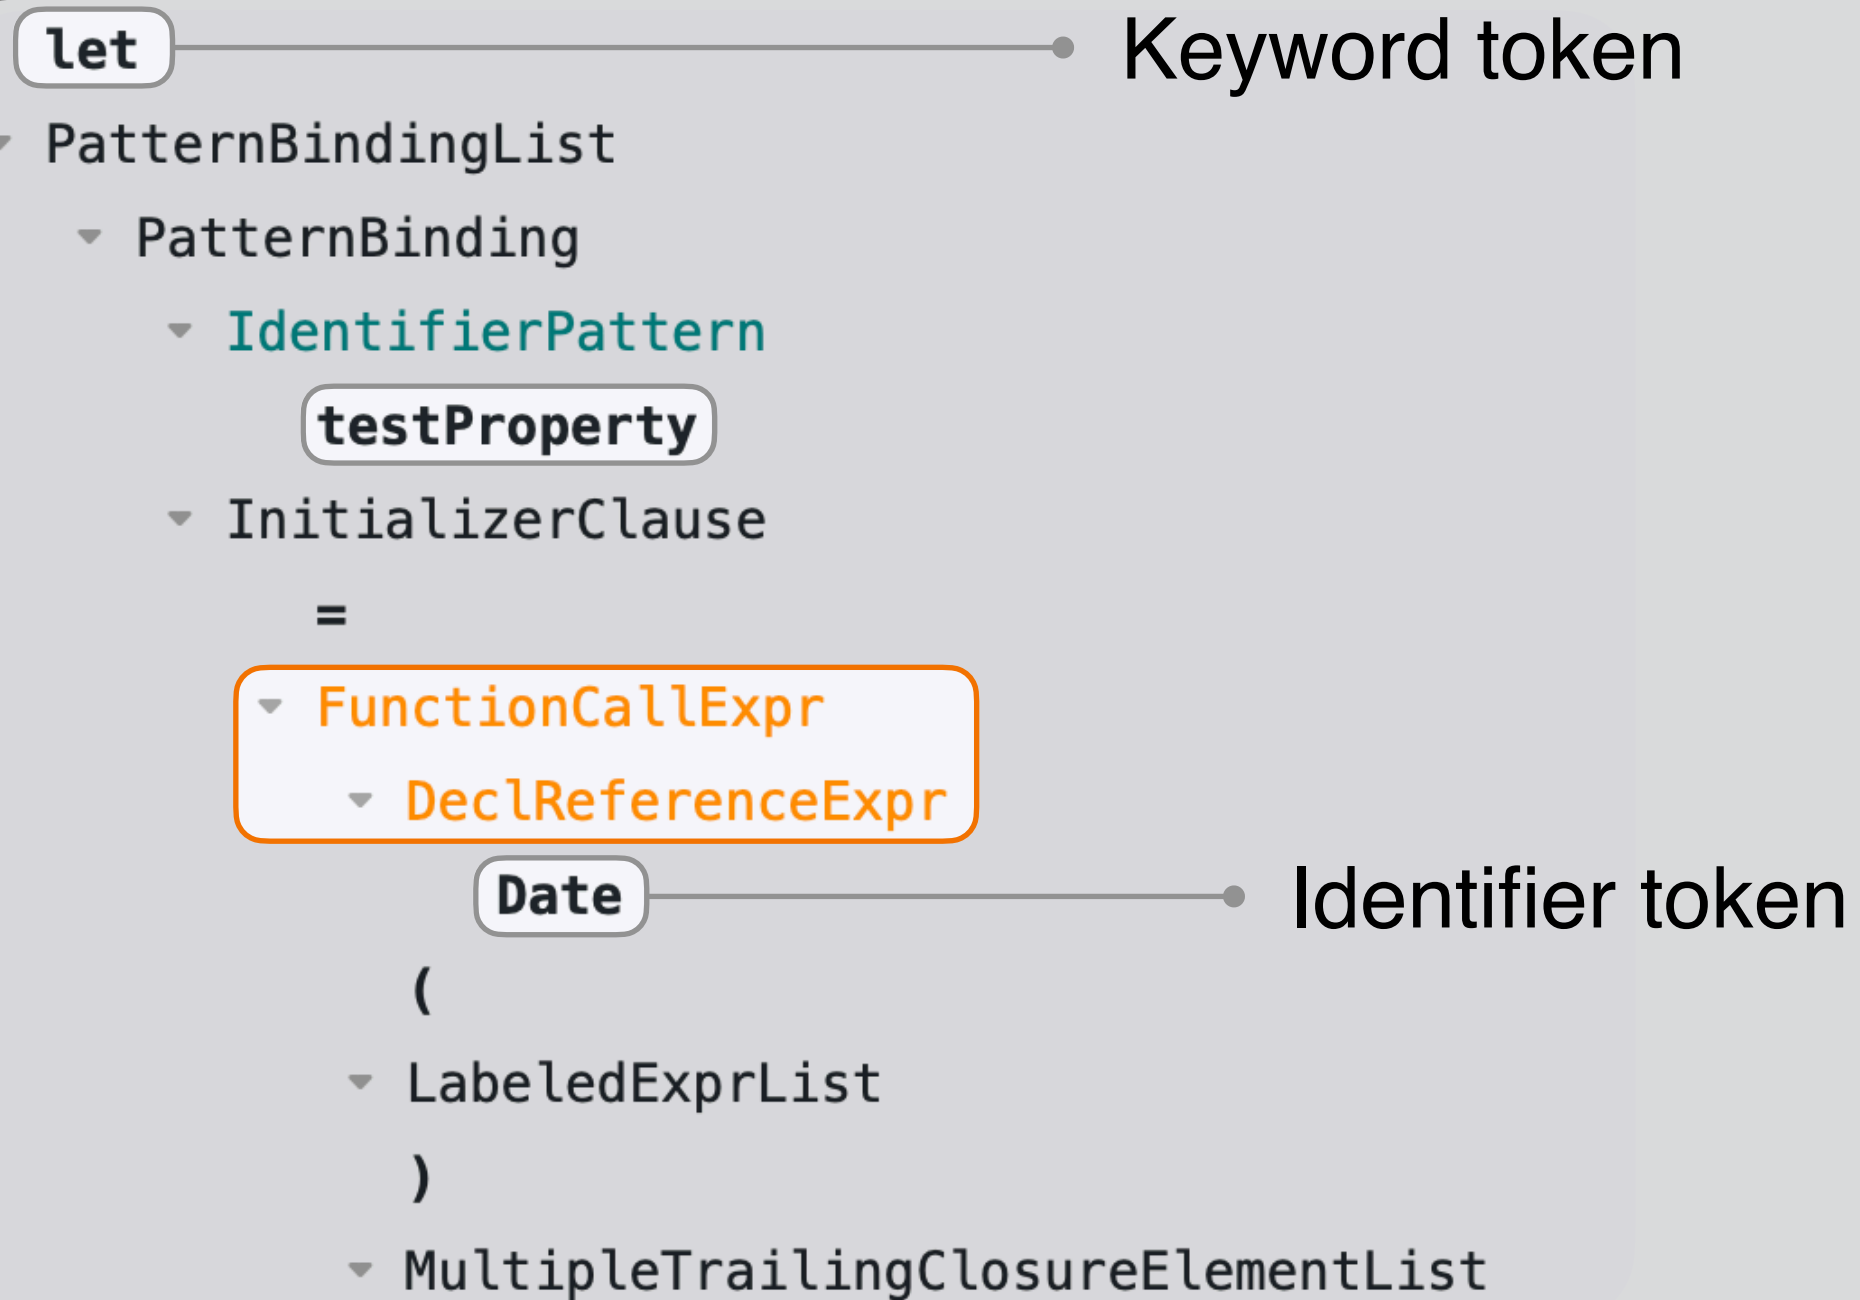 let Keyword token
PatternBindingList
PatternBinding
IdentifierPattern
testProperty
InitializerClause
=
FunctionCallExpr
DeclReferenceExpr
Date Identifier token
(
LabeledExprList
)
MultipleTrailingClosureElementList